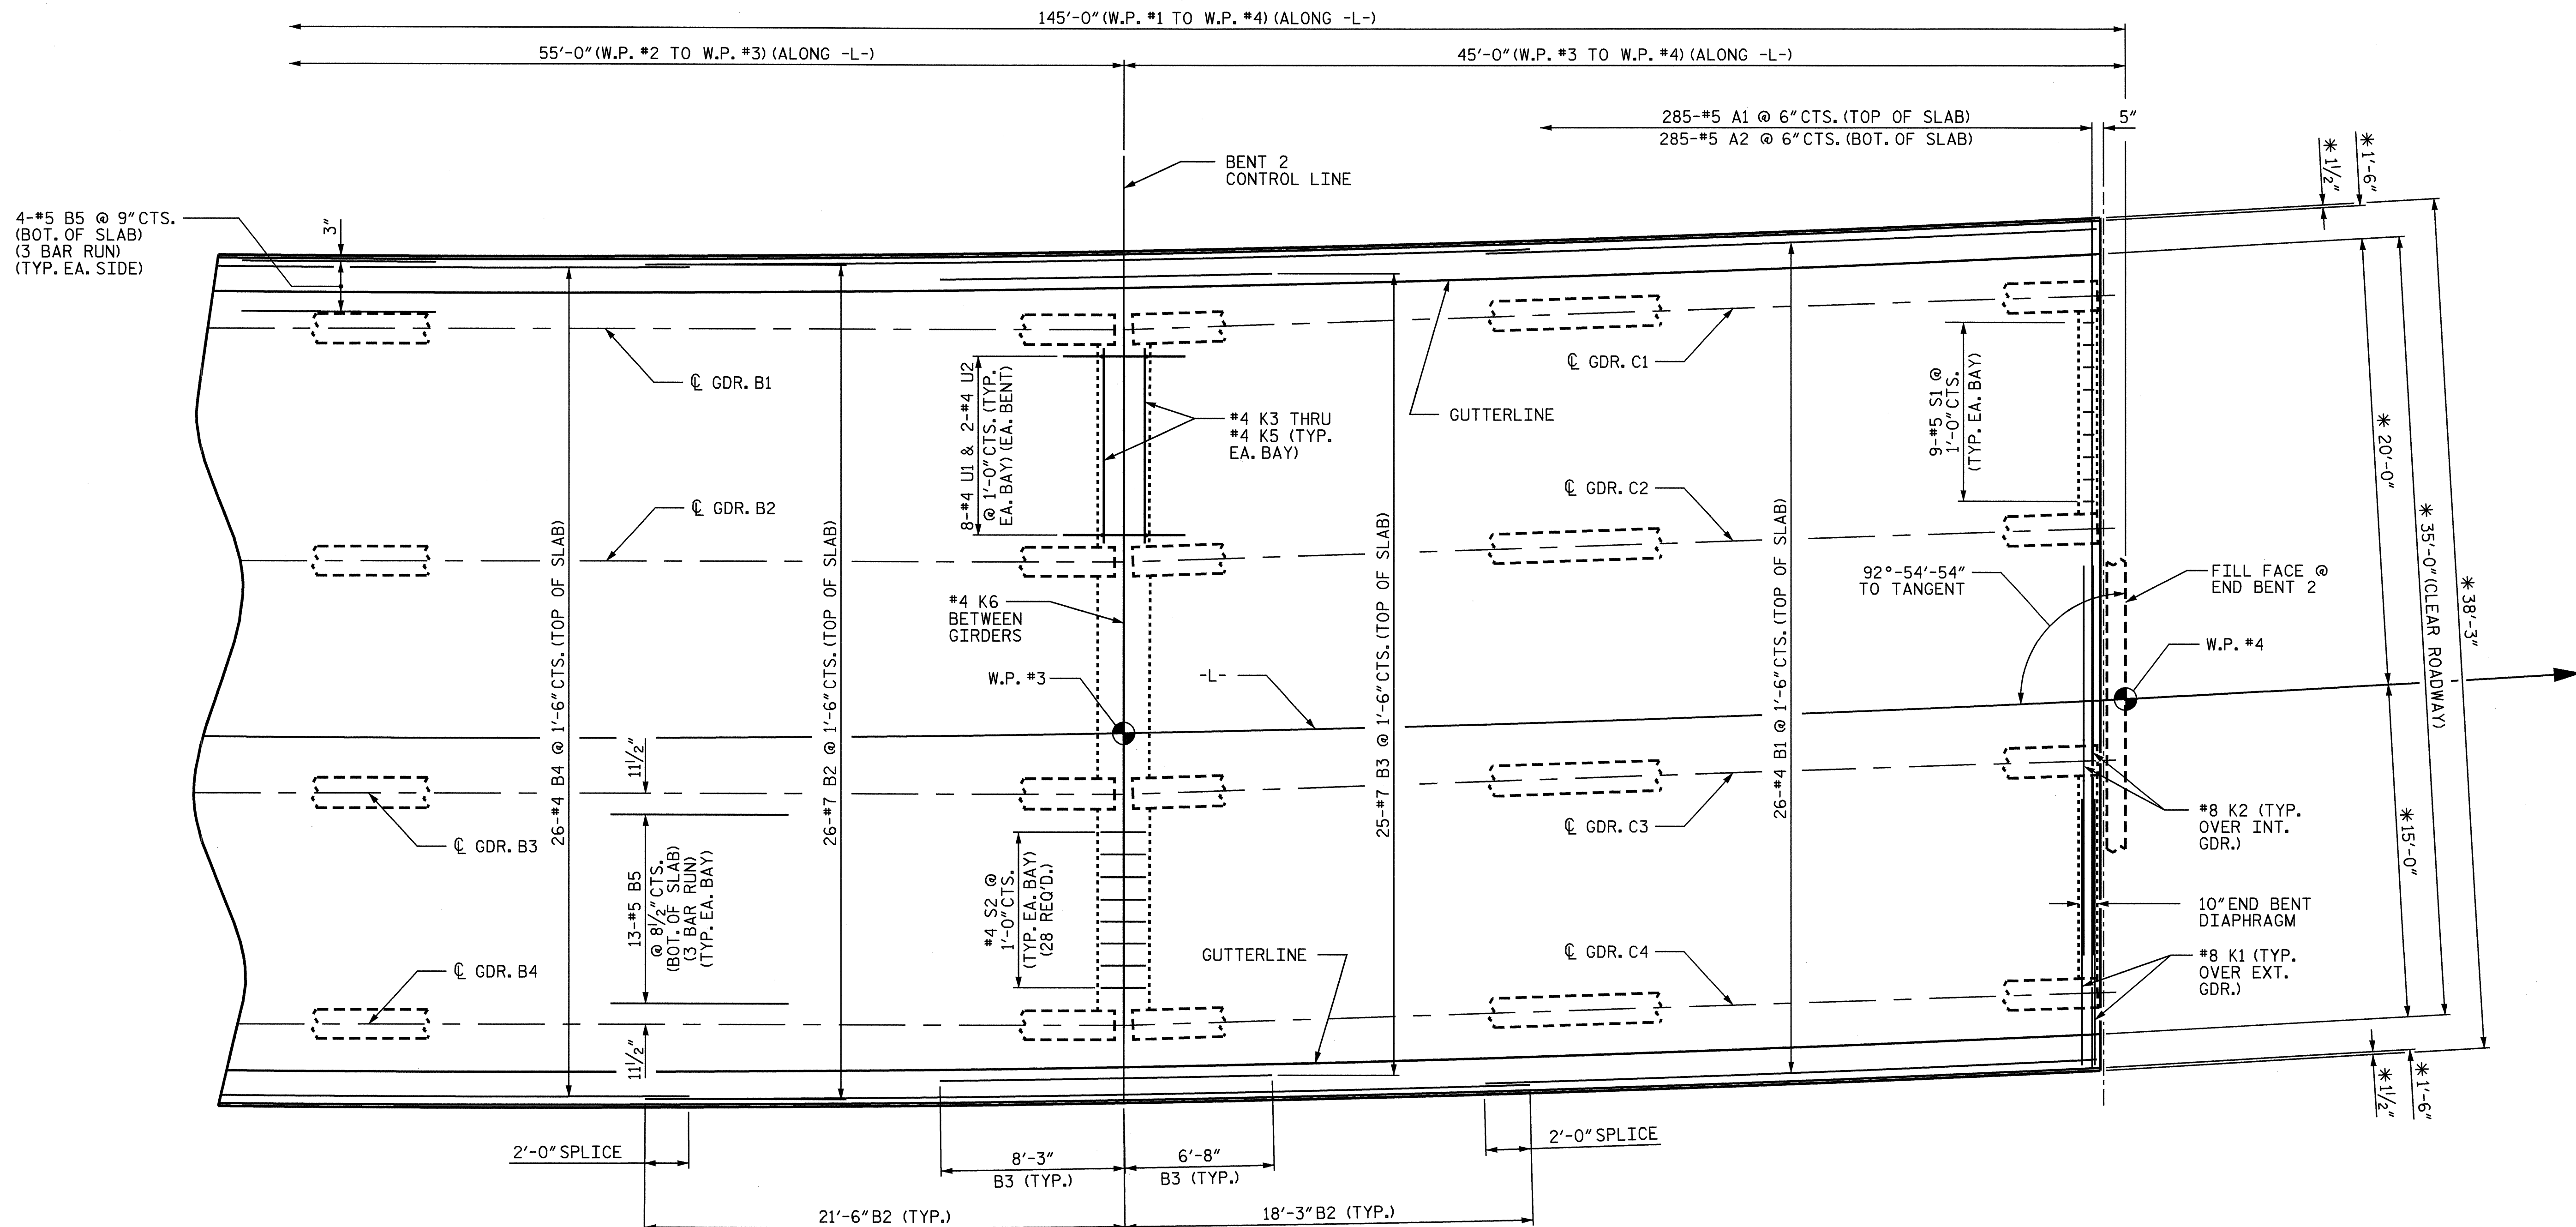 145'-0" (W.P. #1 TO W.P. #4) (ALONG -L-)
55'-0" (W.P. #2 TO W.P. #3) (ALONG -L-)
45'-0" (W.P. #3 TO W.P. #4) (ALONG -L-)
285-#5 A1 @ 6" CTS. (TOP OF SLAB)
285-#5 A2 @ 6" CTS. (BOT. OF SLAB)
5"
* 1 1/2"
* 1'-6"
BENT 2
CONTROL LINE
4-#5 B5 @ 9" CTS.
(BOT. OF SLAB)
(3 BAR RUN)
(TYP. EA. SIDE)
3"
℄ GDR. B1
8-#4 U1 & 2-#4 U2
@ 1'-0" CTS. (TYP.
EA. BAY) (EA. BENT)
#4 K3 THRU
#4 K5 (TYP.
EA. BAY)
GUTTERLINE
℄ GDR. C1
9-#5 S1 @
1'-0" CTS.
(TYP. EA. BAY)
* 20'-0"
* 35'-0" (CLEAR ROADWAY)
* 38'-3"
℄ GDR. B2
℄ GDR. C2
26-#4 B4 @ 1'-6" CTS. (TOP OF SLAB)
26-#7 B2 @ 1'-6" CTS. (TOP OF SLAB)
25-#7 B3 @ 1'-6" CTS. (TOP OF SLAB)
26-#4 B1 @ 1'-6" CTS. (TOP OF SLAB)
#4 K6
BETWEEN
GIRDERS
92°-54'-54"
TO TANGENT
FILL FACE @
END BENT 2
W.P. #3
-L-
W.P. #4
11 1/2"
℄ GDR. B3
13-#5 B5
@ 8 1/2" CTS.
(BOT. OF SLAB)
(3 BAR RUN)
(TYP. EA. BAY)
#4 S2 @
1'-0" CTS.
(TYP. EA. BAY)
(28 REQ'D.)
℄ GDR. C3
#8 K2 (TYP.
OVER INT.
GDR.)
* 15'-0"
10" END BENT
DIAPHRAGM
℄ GDR. B4
GUTTERLINE
℄ GDR. C4
#8 K1 (TYP.
OVER EXT.
GDR.)
11 1/2"
* 1 1/2"
* 1'-6"
2'-0" SPLICE
8'-3"
B3 (TYP.)
6'-8"
B3 (TYP.)
2'-0" SPLICE
21'-6" B2 (TYP.)
18'-3" B2 (TYP.)